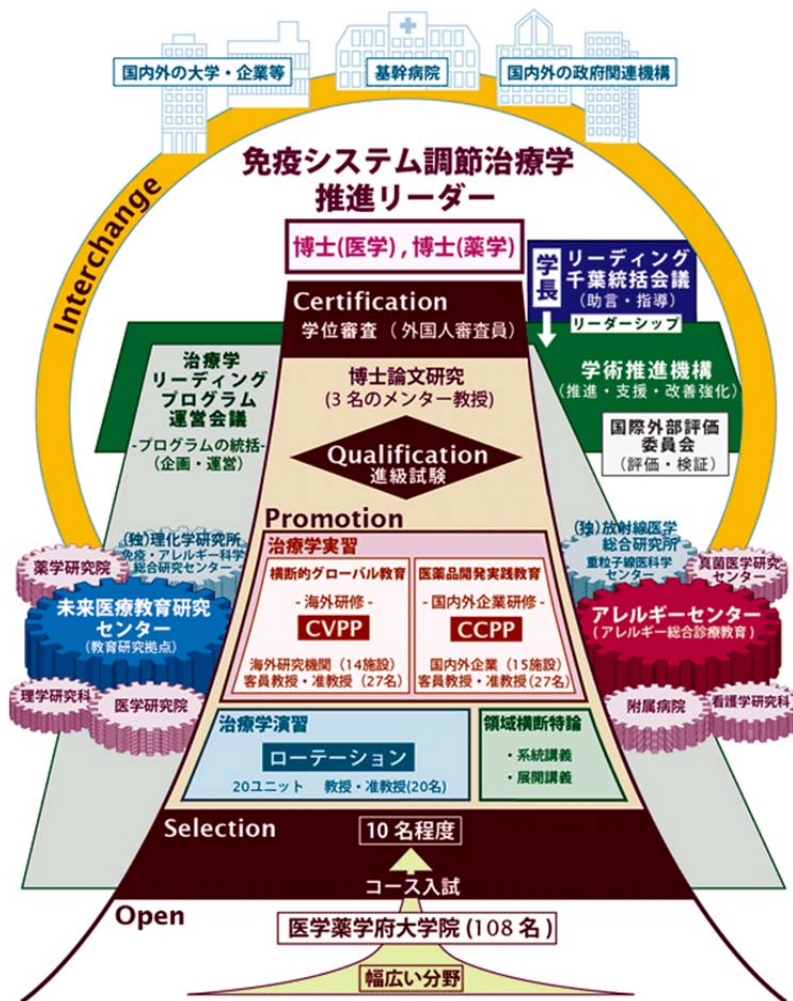 国内外の大学・企業等
基幹病院
国内外の政府関連機構
Interchange
免疫システム調節治療学
推進リーダー
博士(医学) , 博士(薬学)
Certification
学位審査 （ 外国人審査員）
学長
リーディング
千葉統括会議
(助言・指導)
リーダーシップ
治療学
リーディング
プログラム
運営会議
-プログラムの統括-
(企画・運営)
博士論文研究
(３名のメンター教授)
学術推進機構
(推進・支援・改善強化)
国際外部評価
委員会
(評価・検証)
Qualification
進級試験
Promotion
治療学実習
横断的グローバル教育
- 海外研修 -
CVPP
海外研究機関（14施設）
客員教授・准教授（27名）
医薬品開発実践教育
- 国内外企業研修 -
CCPP
国内外企業（15施設）
客員教授・准教授（27名）
薬学研究院
(独)理化学研究所
免疫・アレルギー科学
総合研究センター
未来医療教育研究
センター
(教育研究拠点)
理学研究科
医学研究院
(独)放射線医学
総合研究所
重粒子線医科学
センター
真菌医学研究
センター
アレルギーセンター
( アレルギー総合診療教育)
附属病院
看護学研究科
治療学演習
ローテーション
20ユニット 教授・准教授(20名)
領域横断特論
・系統講義
・展開講義
Selection
10 名程度
コース入試
Open
医学薬学府大学院 (108 名 )
幅広い分野